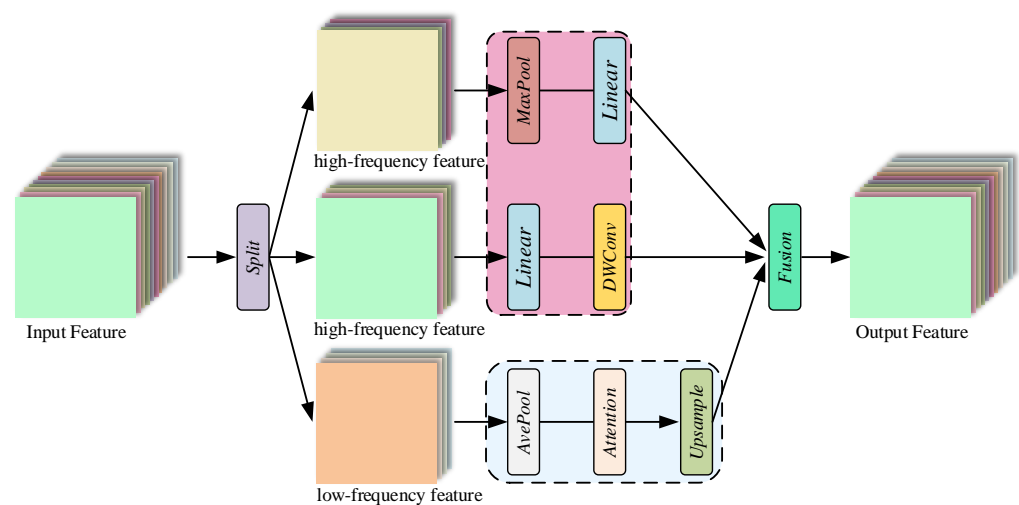 MaxPool
Linear
high-frequency feature
Split
Linear
DWConv
Fusion
Input Feature
high-frequency feature
Output Feature
AvePool
Attention
Upsample
low-frequency feature